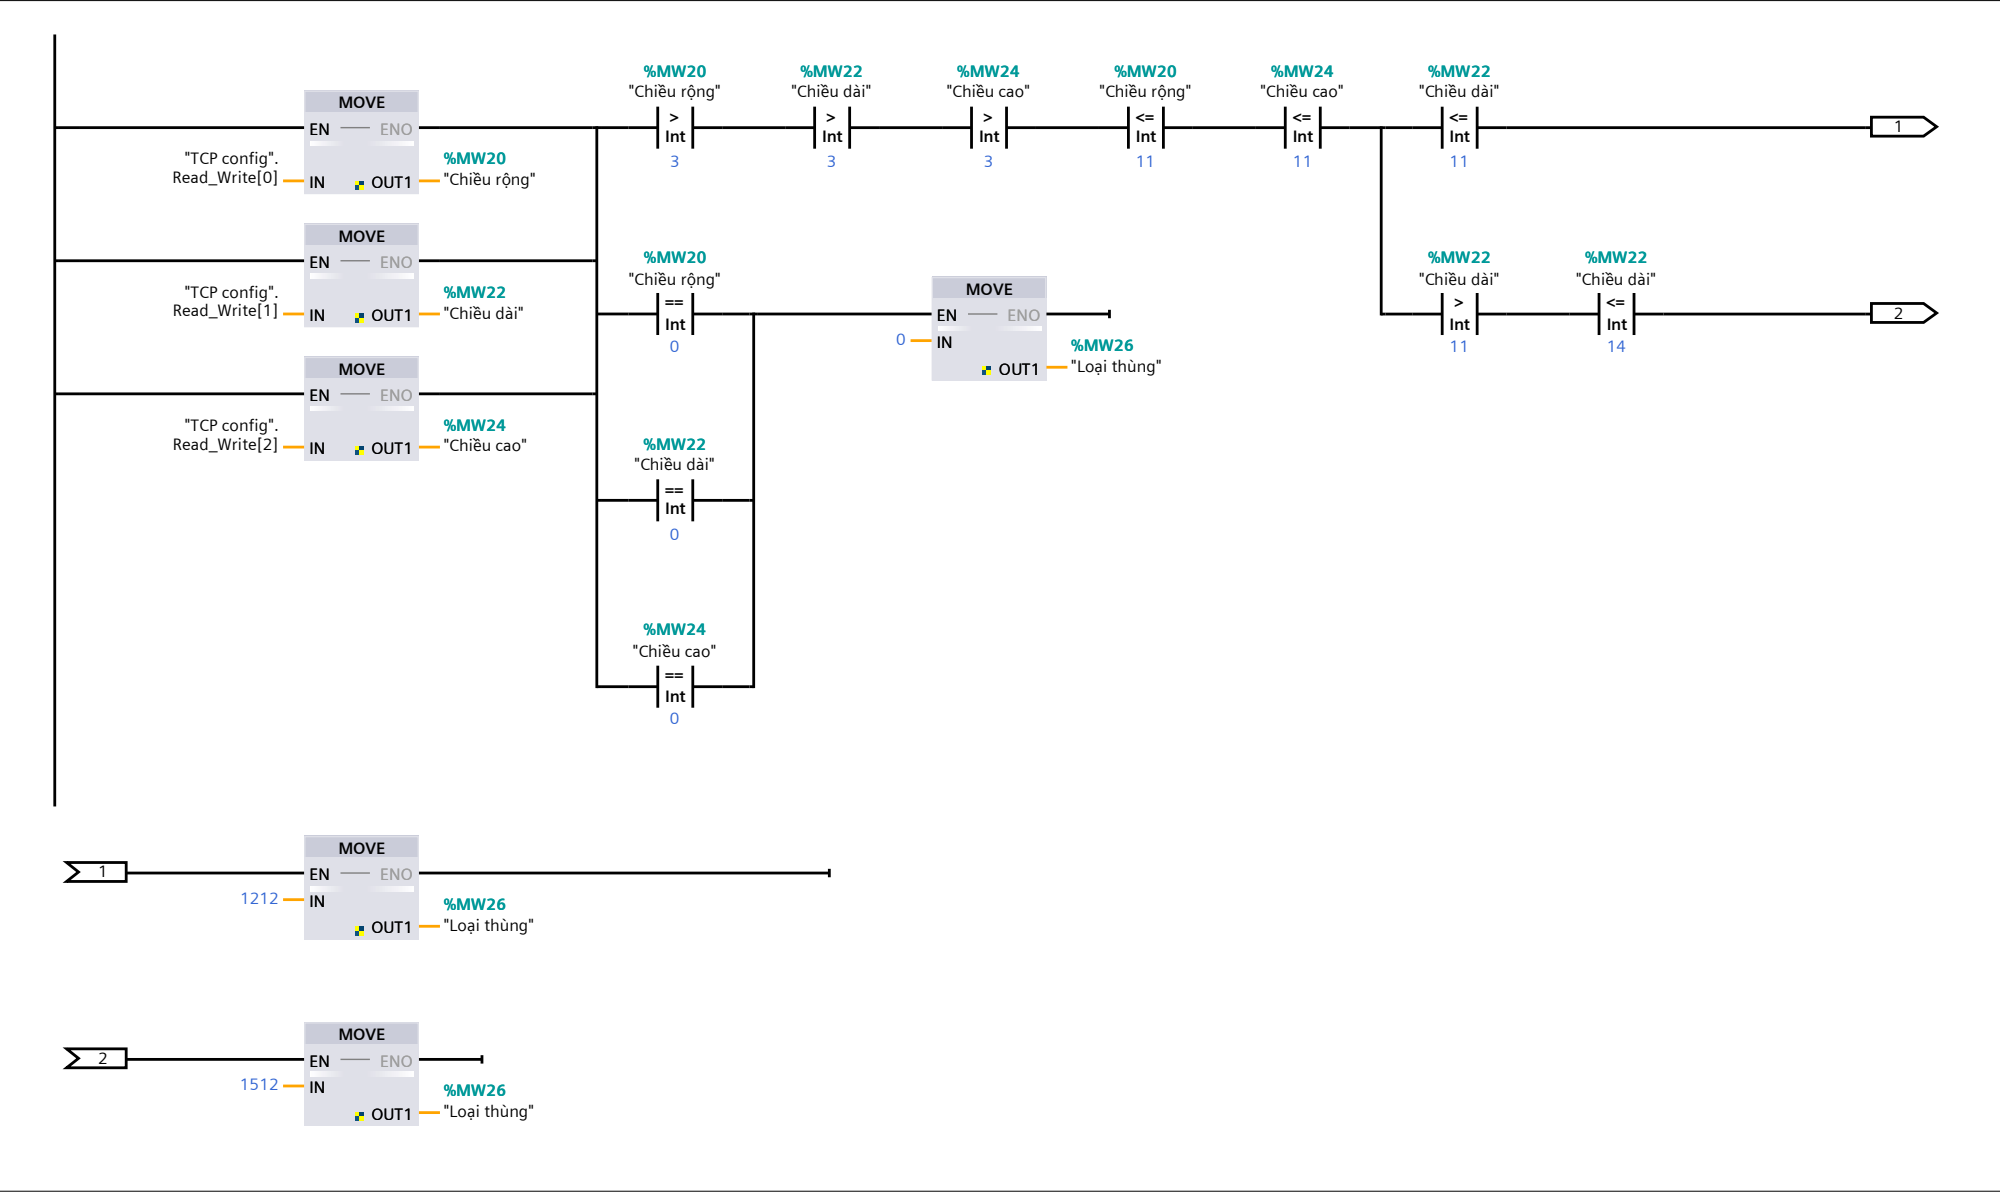 %MW20 %MW22 %MW24 %MW20 %MW24 %MW22
"Chiều rộng" "Chiều dài" "Chiều cao" "Chiều rộng" "Chiều cao" "Chiều dài"
MOVE
> > > <= <= <=
EN ENO
Int Int Int Int Int Int
1
3 3 3 11 11 11
"TCP config".
Read_Write[0]
IN OUT1
%MW20
"Chiều rộng"
MOVE
EN ENO
"TCP config".
Read_Write[1]
IN OUT1
%MW22
"Chiều dài"
MOVE
EN ENO
"TCP config".
Read_Write[2]
IN OUT1
%MW24
"Chiều cao"
%MW20
"Chiều rộng"
==
Int
0
MOVE
EN ENO
0 IN
OUT1
%MW26
"Loại thùng"
%MW22 %MW22
"Chiều dài" "Chiều dài"
> <=
Int Int
11 14
2
%MW22
"Chiều dài"
==
Int
0
%MW24
"Chiều cao"
==
Int
0
MOVE
1 EN ENO
1212 IN
OUT1
%MW26
"Loại thùng"
MOVE
2 EN ENO
1512 IN
OUT1
%MW26
"Loại thùng"